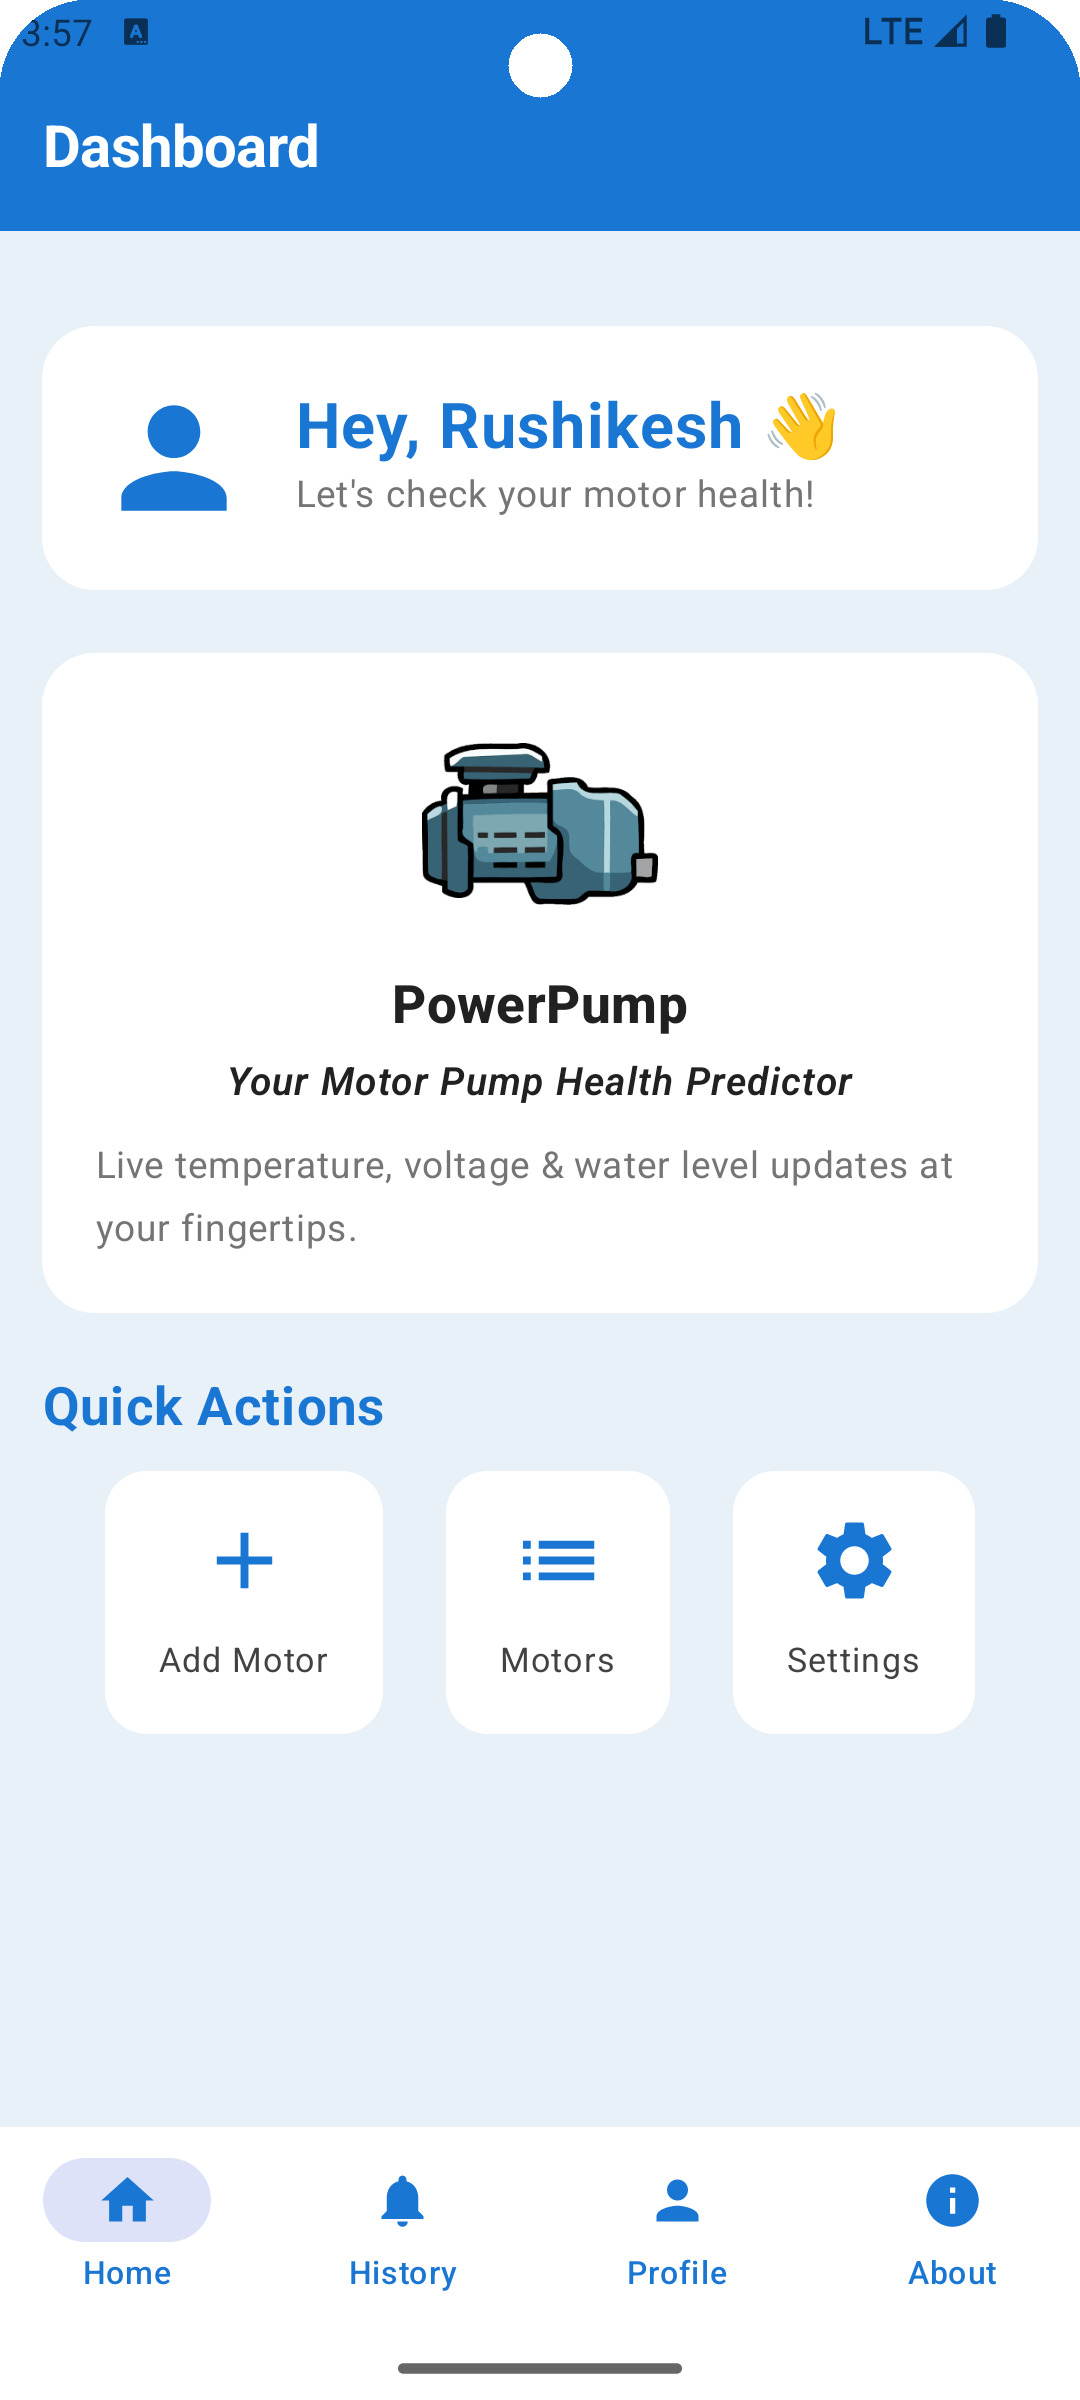 3:57
LTE
Dashboard
Hey, Rushikesh 👋
Let's check your motor health!
PowerPump
Your Motor Pump Health Predictor
Live temperature, voltage & water level updates at
your fingertips.
Quick Actions
Add Motor
Motors
Settings
Home
History
Profile
About